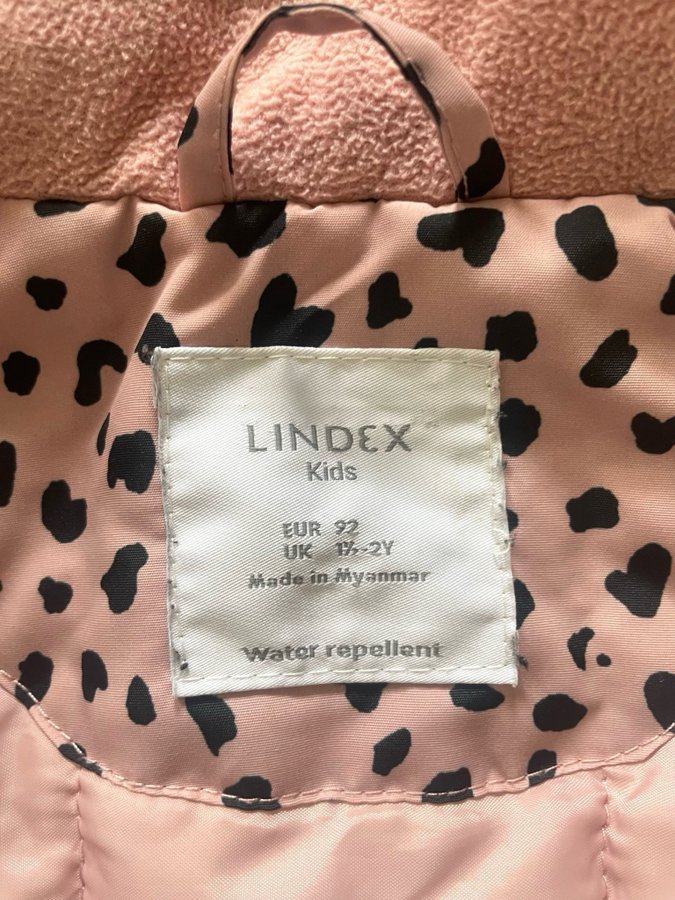 LINDEX
Kids
EUR 92
UK 1½-2Y
Made in Myanmar
Water repellent